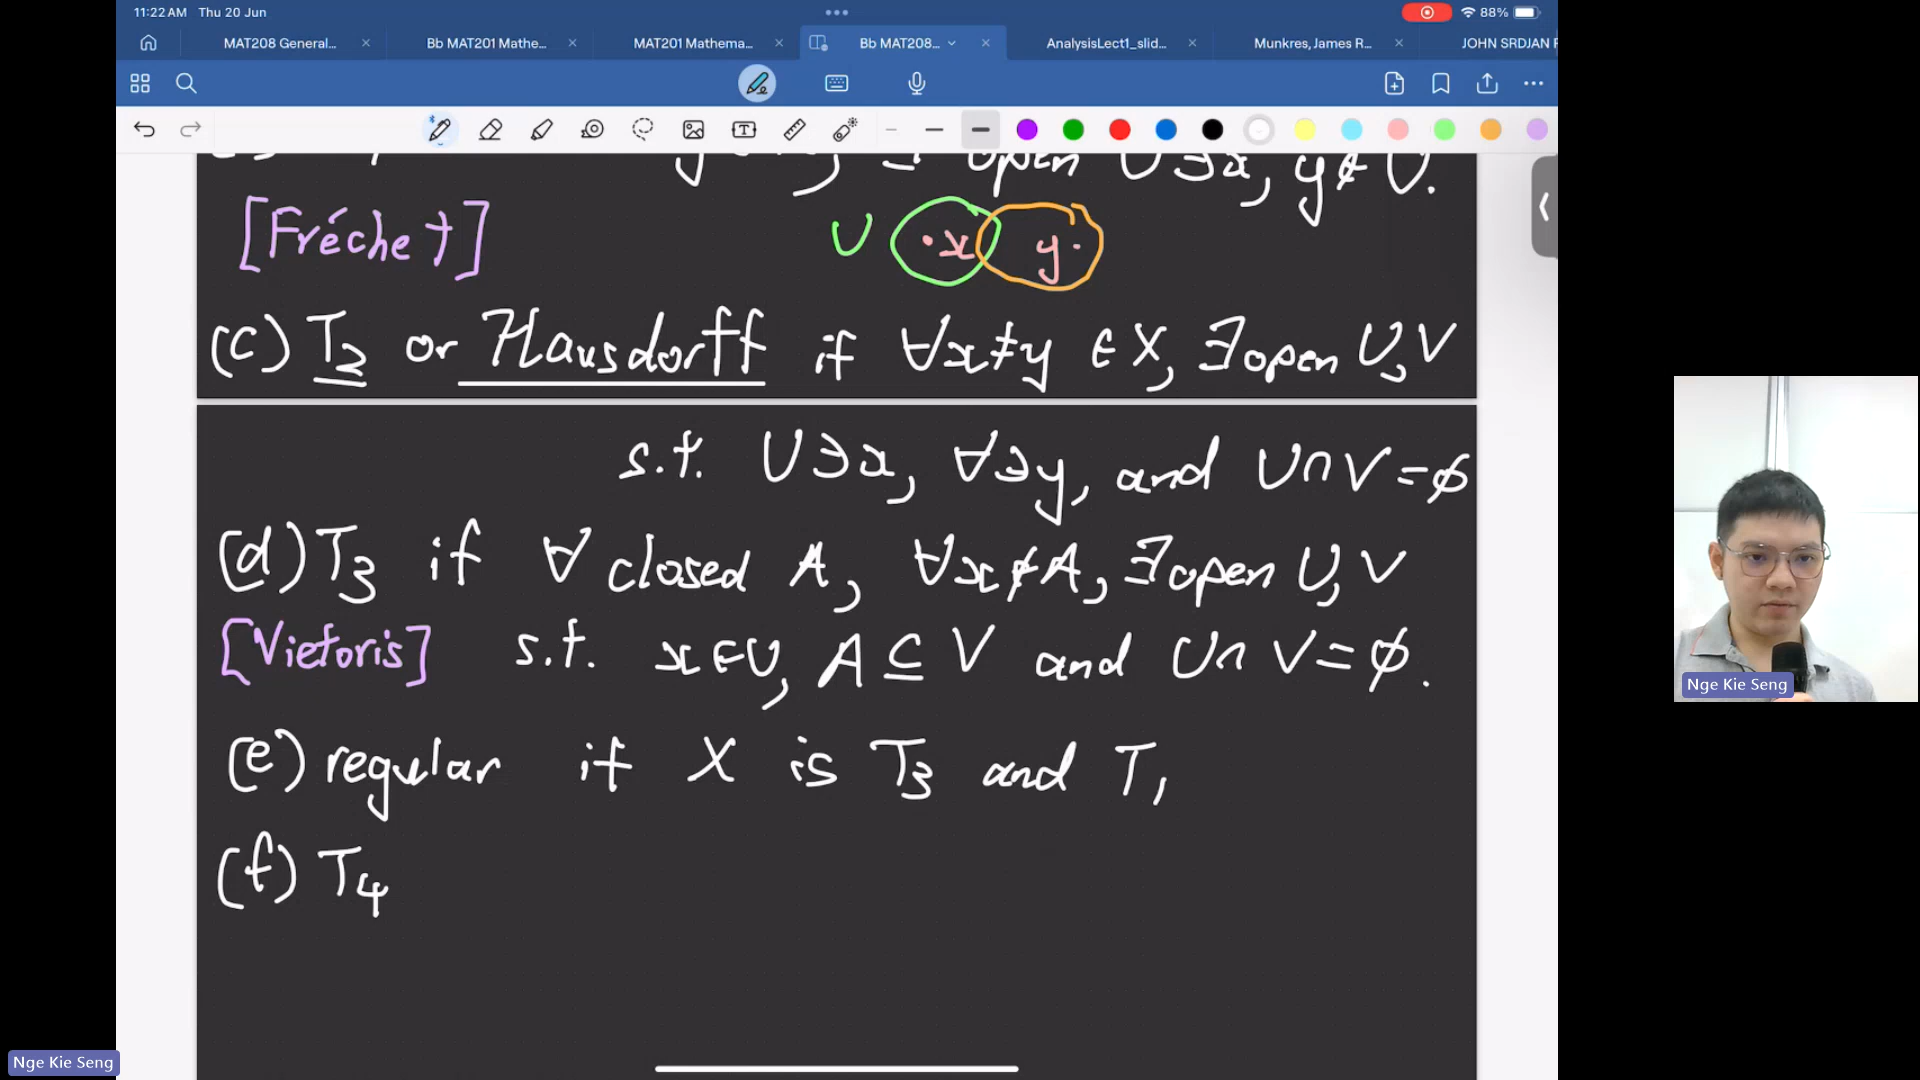 11:22 AM Thu 20 Jun
88%
MAT208 General...
Bb MAT201 Mathe...
MAT201 Mathema...
Bb MAT208...
AnalysisLect1_slid...
Munkres, James R...
JOHN SRDJAN P
open U∋x, y∉U.
[Fréchet]
U x y
(c) T₂ or Hausdorff if ∀x≠y ∈ X, ∃ open U, V
s.t. U∋x, ∀∋y, and U∩V=∅
(d) T₃ if ∀ closed A, ∀x∉A, ∃ open U, V
[Vietoris] s.t. x∈U, A ⊆ V and U∩V=∅.
(e) regular if X is T₃ and T₁
(f) T₄
Nge Kie Seng
Nge Kie Seng